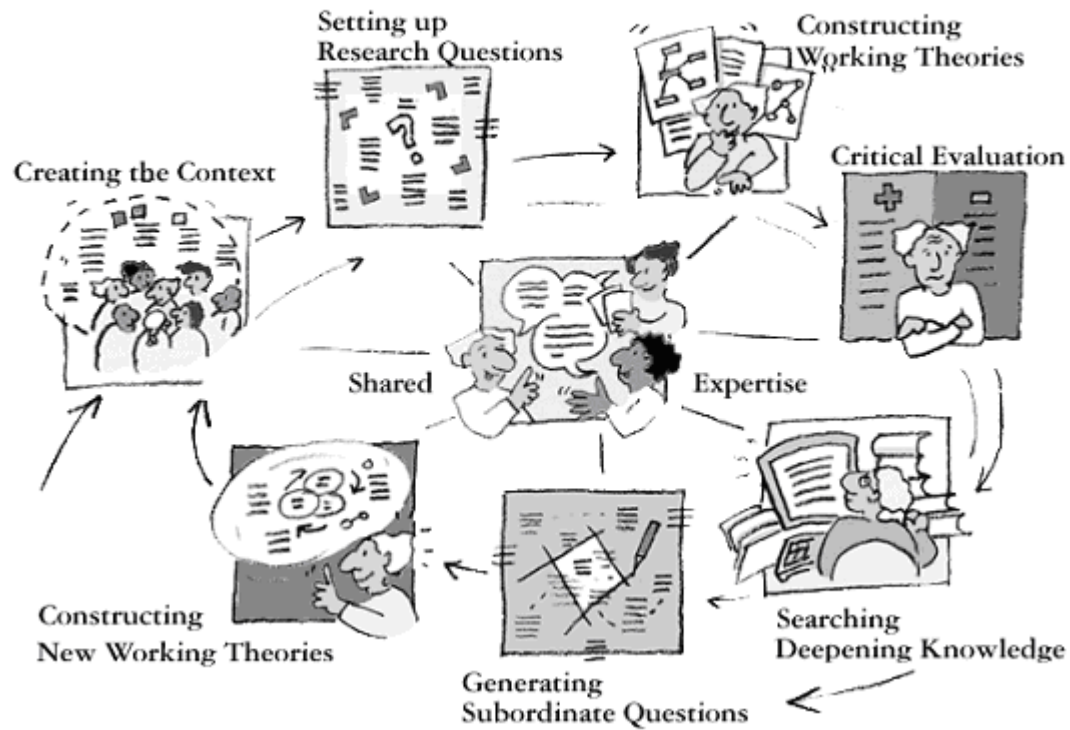 Setting up
Research Questions
Constructing
Working Theories
Creating the Context
Critical Evaluation
Shared
Expertise
Constructing
New Working Theories
Searching
Deepening Knowledge
Generating
Subordinate Questions